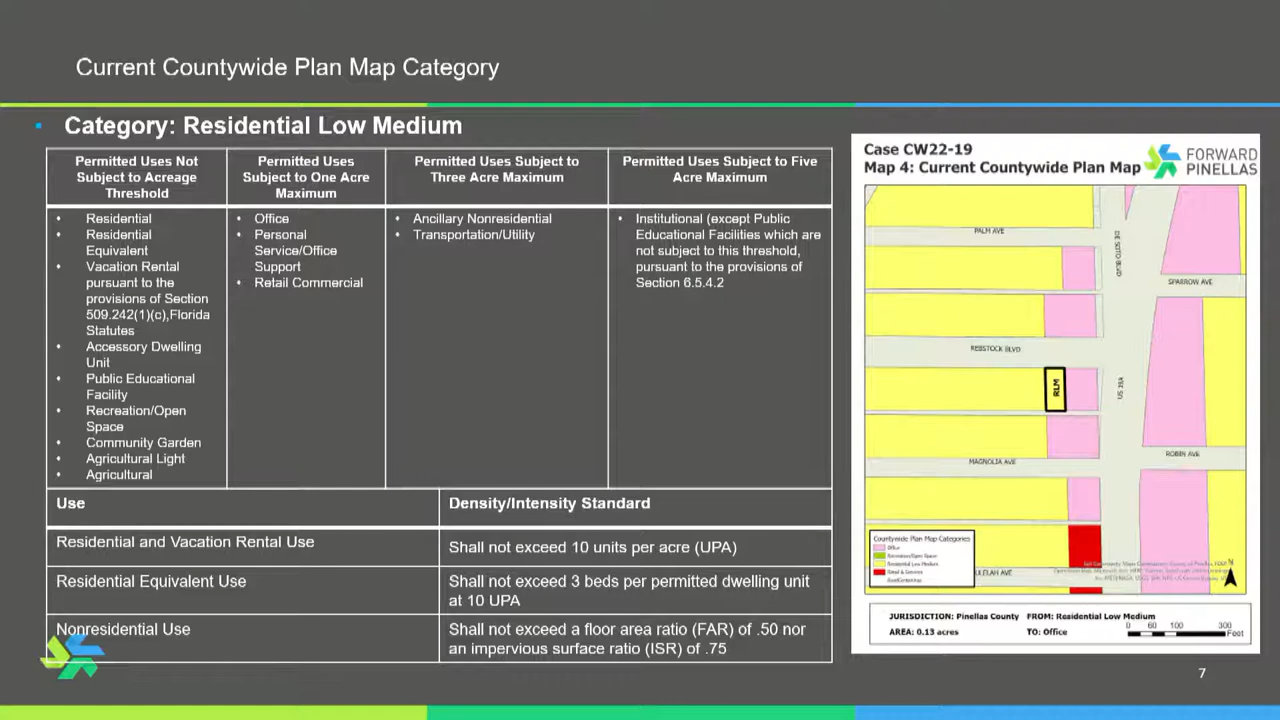 Current Countywide Plan Map Category
Category: Residential Low Medium
Permitted Uses Not
Subject to Acreage
Threshold
Permitted Uses
Subject to One Acre
Maximum
Permitted Uses Subject to
Three Acre Maximum
Permitted Uses Subject to Five
Acre Maximum
• Residential
• Residential
Equivalent
• Vacation Rental
pursuant to the
provisions of Section
509.242(1)(c),Florida
Statutes
• Accessory Dwelling
Unit
• Public Educational
Facility
• Recreation/Open
Space
• Community Garden
• Agricultural Light
• Agricultural
• Office
• Personal
Service/Office
Support
• Retail Commercial
• Ancillary Nonresidential
• Transportation/Utility
• Institutional (except Public
Educational Facilities which are
not subject to this threshold,
pursuant to the provisions of
Section 6.5.4.2
Use
Density/Intensity Standard
Residential and Vacation Rental Use
Shall not exceed 10 units per acre (UPA)
Residential Equivalent Use
Shall not exceed 3 beds per permitted dwelling unit
at 10 UPA
Nonresidential Use
Shall not exceed a floor area ratio (FAR) of .50 nor
an impervious surface ratio (ISR) of .75
Case CW22-19
Map 4: Current Countywide Plan Map
FORWARD
PINELLAS
PALM AVE
DE SOTO BLVD
SPARROW AVE
REBSTOCK BLVD
RLM
ROBIN AVE
MAGNOLIA AVE
Countywide Plan Map Categories
Office
Recreation/Open Space
Residential Low Medium
Retail & Services
N
JURISDICTION: Pinellas County FROM: Residential Low Medium
AREA: 0.13 acres TO: Office
0 60 100 300
Feet
7